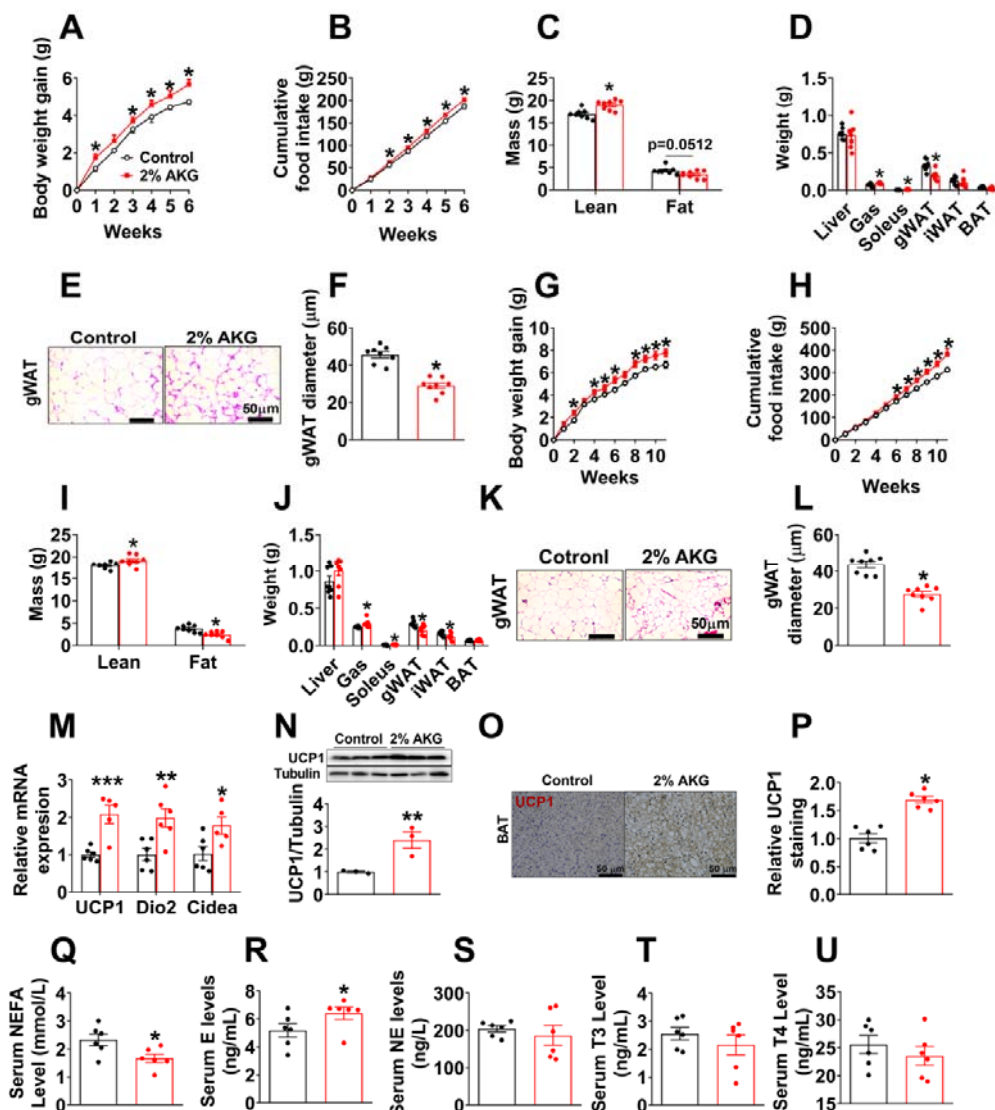 A
B
C
D
Body weight gain (g)
6
4
2
0
Control
2% AKG
0 1 2 3 4 5 6
Weeks
* * * * *
Cumulative
food intake (g)
250
200
150
100
50
0
0 1 2 3 4 5 6
Weeks
* * * * *
Mass (g)
25
20
15
10
5
0
*
p=0.0512
Lean Fat
Weight (g)
1.5
1.0
0.5
0.0
* * *
Liver Gas Soleus gWAT iWAT BAT
E
F
G
H
Control 2% AKG
gWAT
50μm
gWAT diameter (μm)
60
40
20
0
*
Body weight gain (g)
10
8
6
4
2
0
0 2 4 6 8 10
Weeks
* * * * * * * *
Cumulative
food intake (g)
500
400
300
200
100
0
0 2 4 6 8 10
Weeks
* * * * * *
I
J
K
L
Mass (g)
25
20
15
10
5
0
* *
Lean Fat
Weight (g)
1.5
1.0
0.5
0.0
* * * *
Liver Gas Soleus gWAT iWAT BAT
Cotronl 2% AKG
gWAT
50μm
gWAT
diameter (μm)
60
40
20
0
*
M
N
O
P
Relative mRNA
expresion
3
2
1
0
*** ** *
UCP1 Dio2 Cidea
Control 2% AKG
UCP1
Tubulin
UCP1/Tubulin
4
3
2
1
0
**
Control 2% AKG
UCP1
BAT
50 μm 50 μm
Relative UCP1
staining
2.0
1.5
1.0
0.5
0.0
*
Q
R
S
T
U
Serum NEFA
Level (mmol/L)
4
3
2
1
0
*
Serum E levels
(ng/mL)
8
6
4
2
0
*
Serum NE levels
(ng/L)
300
200
100
0
Serum T3 Level
(ng/mL)
4
3
2
1
0
Serum T4 Level
(ng/mL)
30
25
20
15